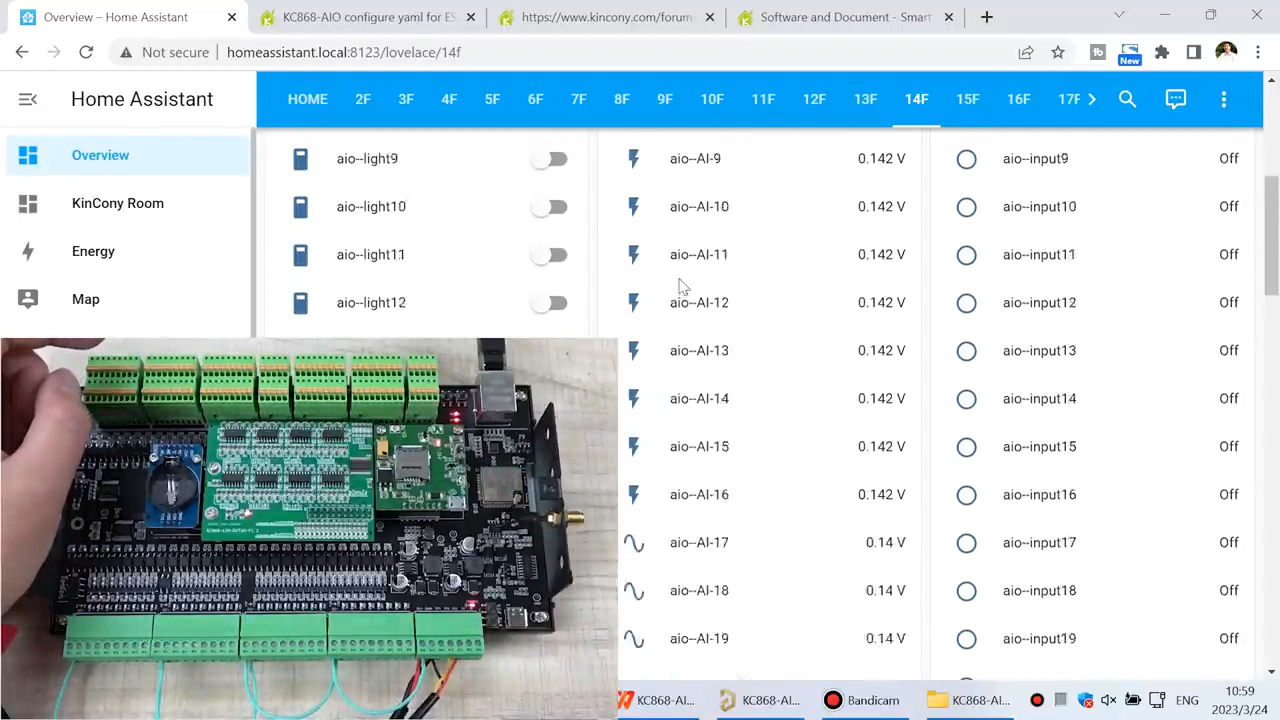 Home Assistant
Overview – Home Assistant
KC868-AIO configure yaml for ES
https://www.kincony.com/forum
Software and Document - Smart
Not secure
homeassistant.local:8123/lovelace/14f
New
HOME 2F 3F 4F 5F 6F 7F 8F 9F 10F 11F 12F 13F 14F 15F 16F 17F
Overview
KinCony Room
Energy
Map
aio--light9
aio--light10
aio--light11
aio--light12
aio--AI-9 0.142 V
aio--AI-10 0.142 V
aio--AI-11 0.142 V
aio--AI-12 0.142 V
aio--AI-13 0.142 V
aio--AI-14 0.142 V
aio--AI-15 0.142 V
aio--AI-16 0.142 V
aio--AI-17 0.14 V
aio--AI-18 0.14 V
aio--AI-19 0.14 V
aio--input9 Off
aio--input10 Off
aio--input11 Off
aio--input12 Off
aio--input13 Off
aio--input14 Off
aio--input15 Off
aio--input16 Off
aio--input17 Off
aio--input18 Off
aio--input19 Off
KC868-AI...
KC868-AI...
Bandicam
KC868-AI...
ENG
10:59
2023/3/24